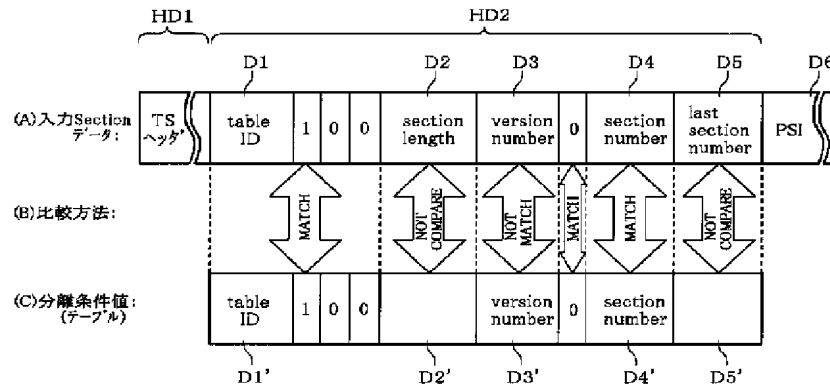 HD1 HD2
D1 D2 D3 D4 D5 D6
(A)入力Section
データ:
TS
ヘッダ
table
ID
1 0 0
section
length
version
number
0
section
number
last
section
number
PSI
(B)比較方法:
MATCH
NOT
COMPARE
NOT
MATCH
MATCH
MATCH
NOT
COMPARE
(C)分離条件値:
(テーブル)
table
ID
1 0 0
version
number
0
section
number
D1' D2' D3' D4' D5'